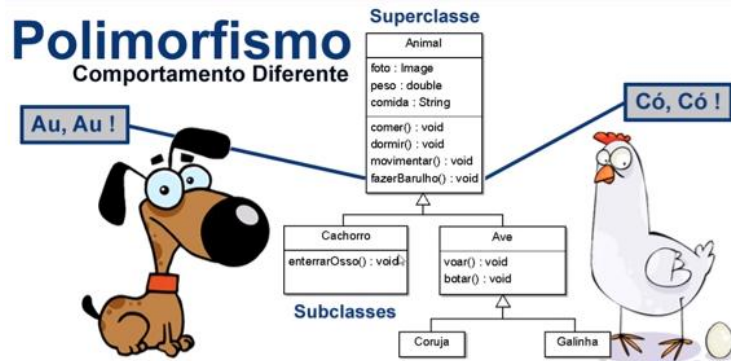 Polimorfismo
Comportamento Diferente
Superclasse
Animal
foto : Image
peso : double
comida : String
comer() : void
dormir() : void
movimentar() : void
fazerBarulho() : void
Au, Au !
Có, Có !
Cachorro
enterrarOsso() : void
Ave
voar() : void
botar() : void
Subclasses
Coruja
Galinha